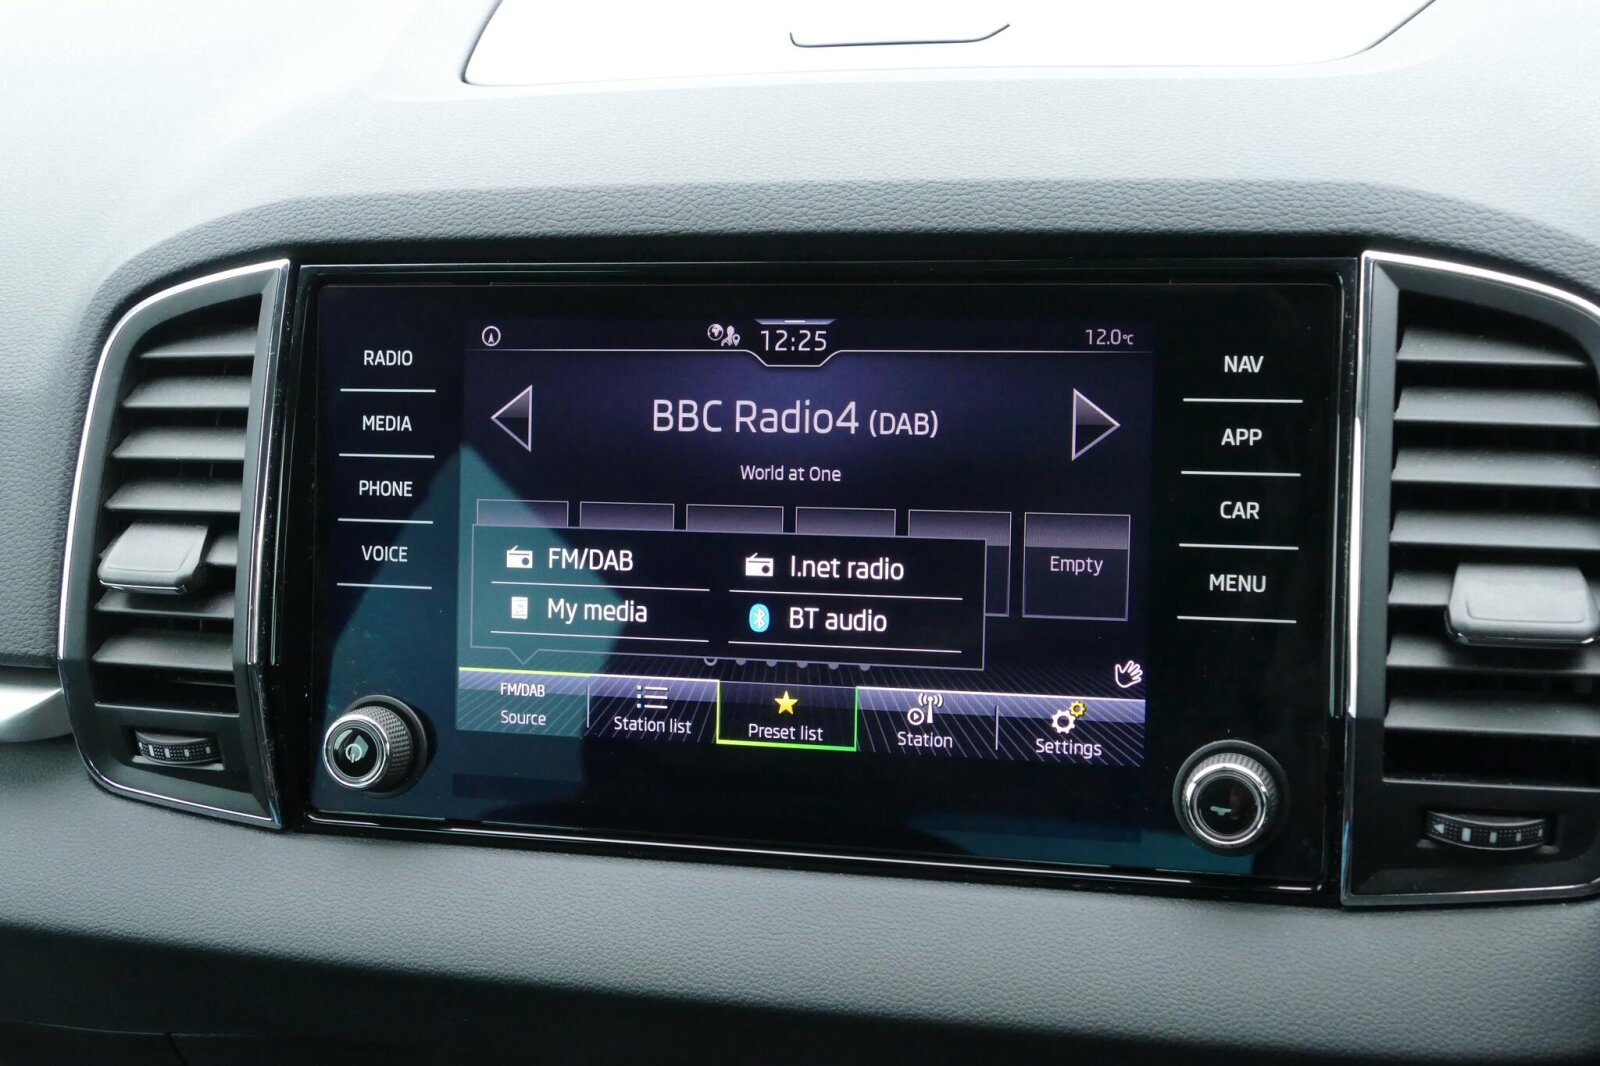 RADIO
MEDIA
PHONE
VOICE
12:25
12.0°C
BBC Radio4 (DAB)
World at One
FM/DAB
I.net radio
My media
BT audio
Empty
FM/DAB
Source
Station list
Preset list
Station
Settings
NAV
APP
CAR
MENU